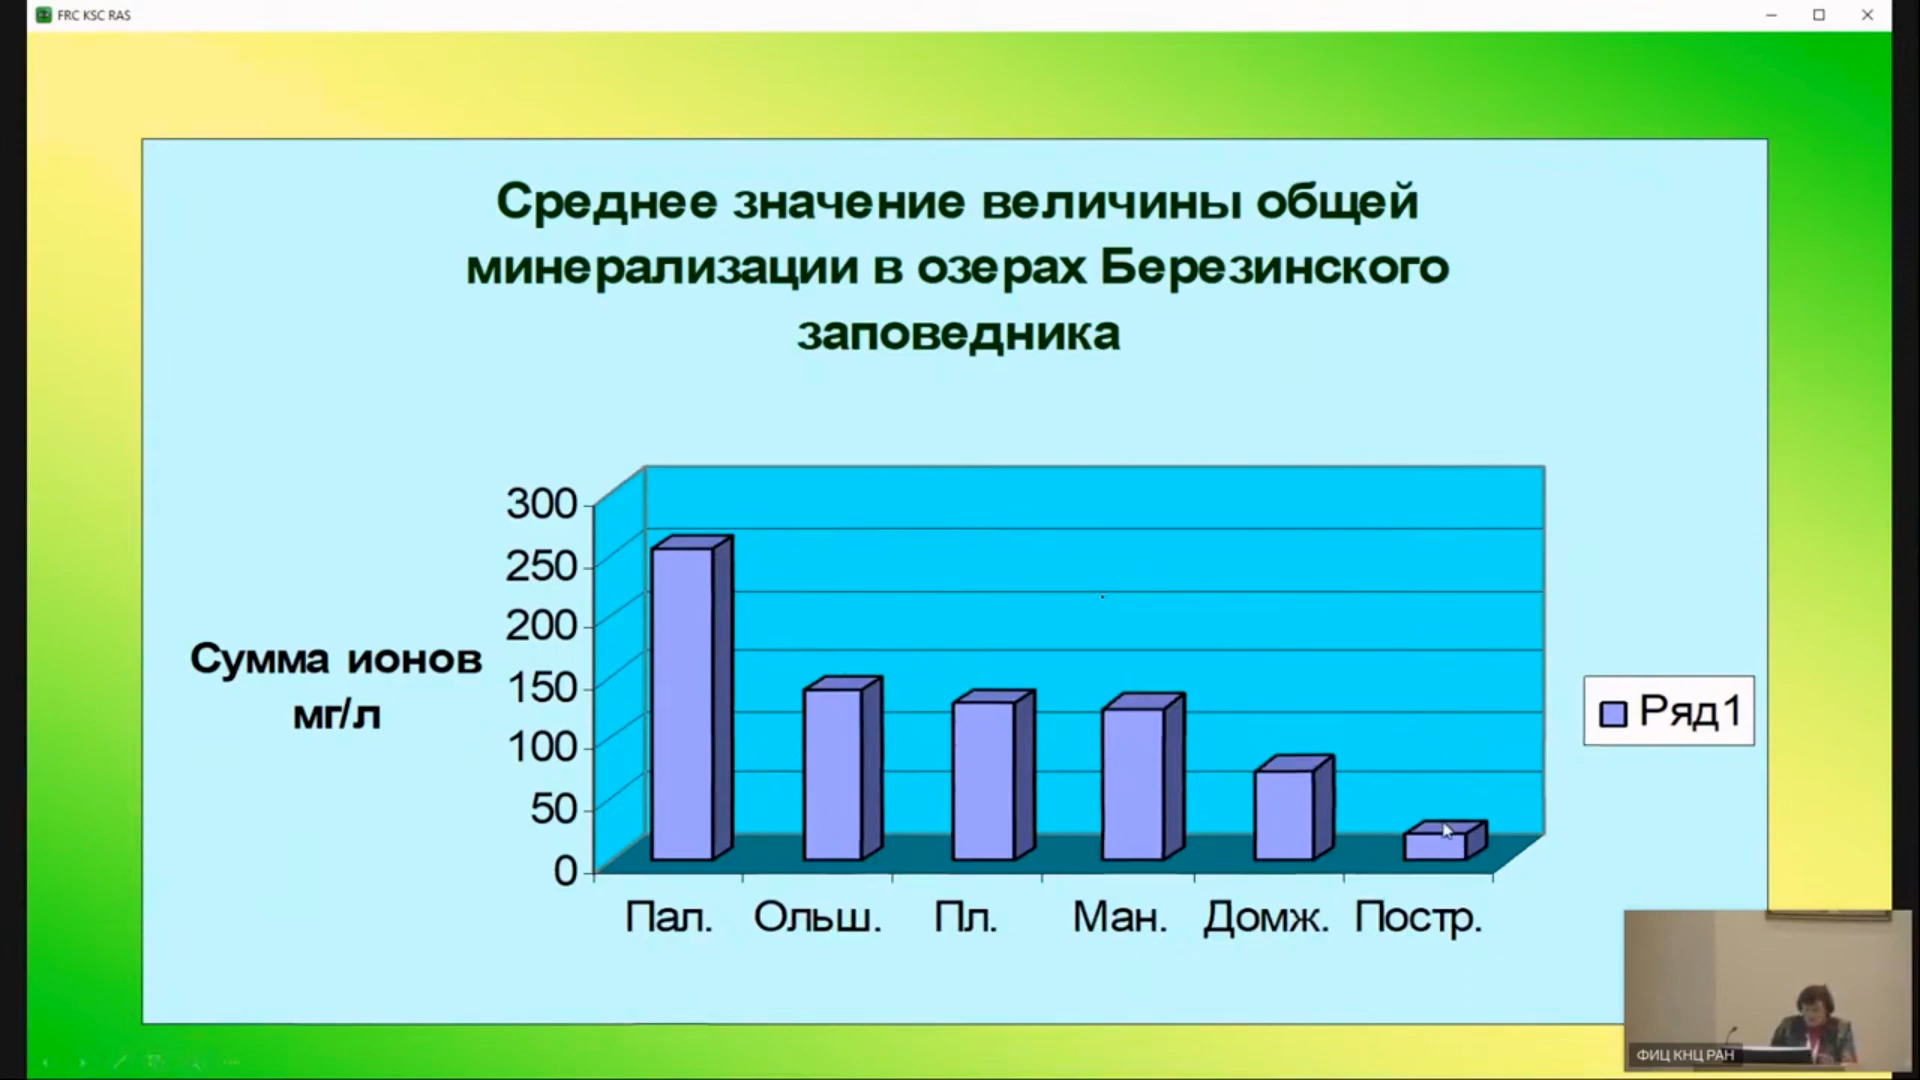 FRC KSC RAS
Среднее значение величины общей
минерализации в озерах Березинского
заповедника
Сумма ионов
мг/л
300
250
200
150
100
50
0
Пал. Ольш. Пл. Ман. Домж. Постр.
Ряд1
ФИЦ КНЦ РАН